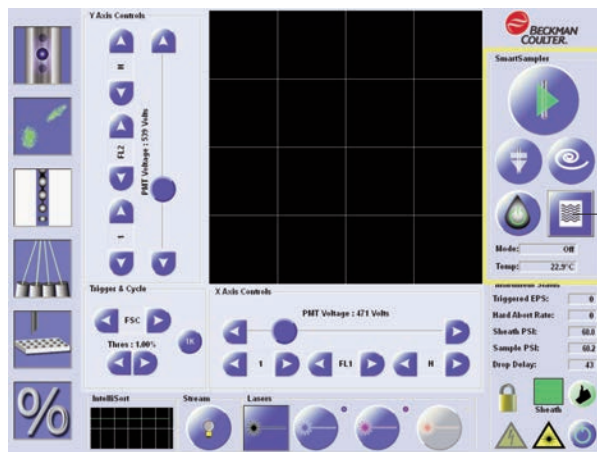 Y Axis Controls
H
FL2
1
PMT Voltage : 539 Volts
BECKMAN
COULTER.
SmartSampler
Mode: Off
Temp: 22.9°C
Instrument Status
Triggered EPS: 0
Hard Abort Rate: 0
Sheath PSI: 60.0
Sample PSI: 60.2
Drop Delay: 43
Sheath
Trigger & Cycle
FSC
Thres : 1.00%
1K
X Axis Controls
PMT Voltage : 471 Volts
1
FL1
H
IntelliSort
Stream
Lasers
%